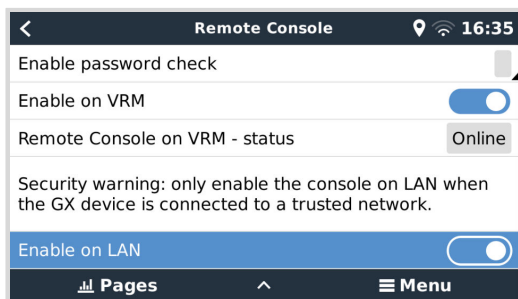 Remote Console
16:35
Enable password check
Enable on VRM
Remote Console on VRM - status
Online
Security warning: only enable the console on LAN when
the GX device is connected to a trusted network.
Enable on LAN
Pages
Menu